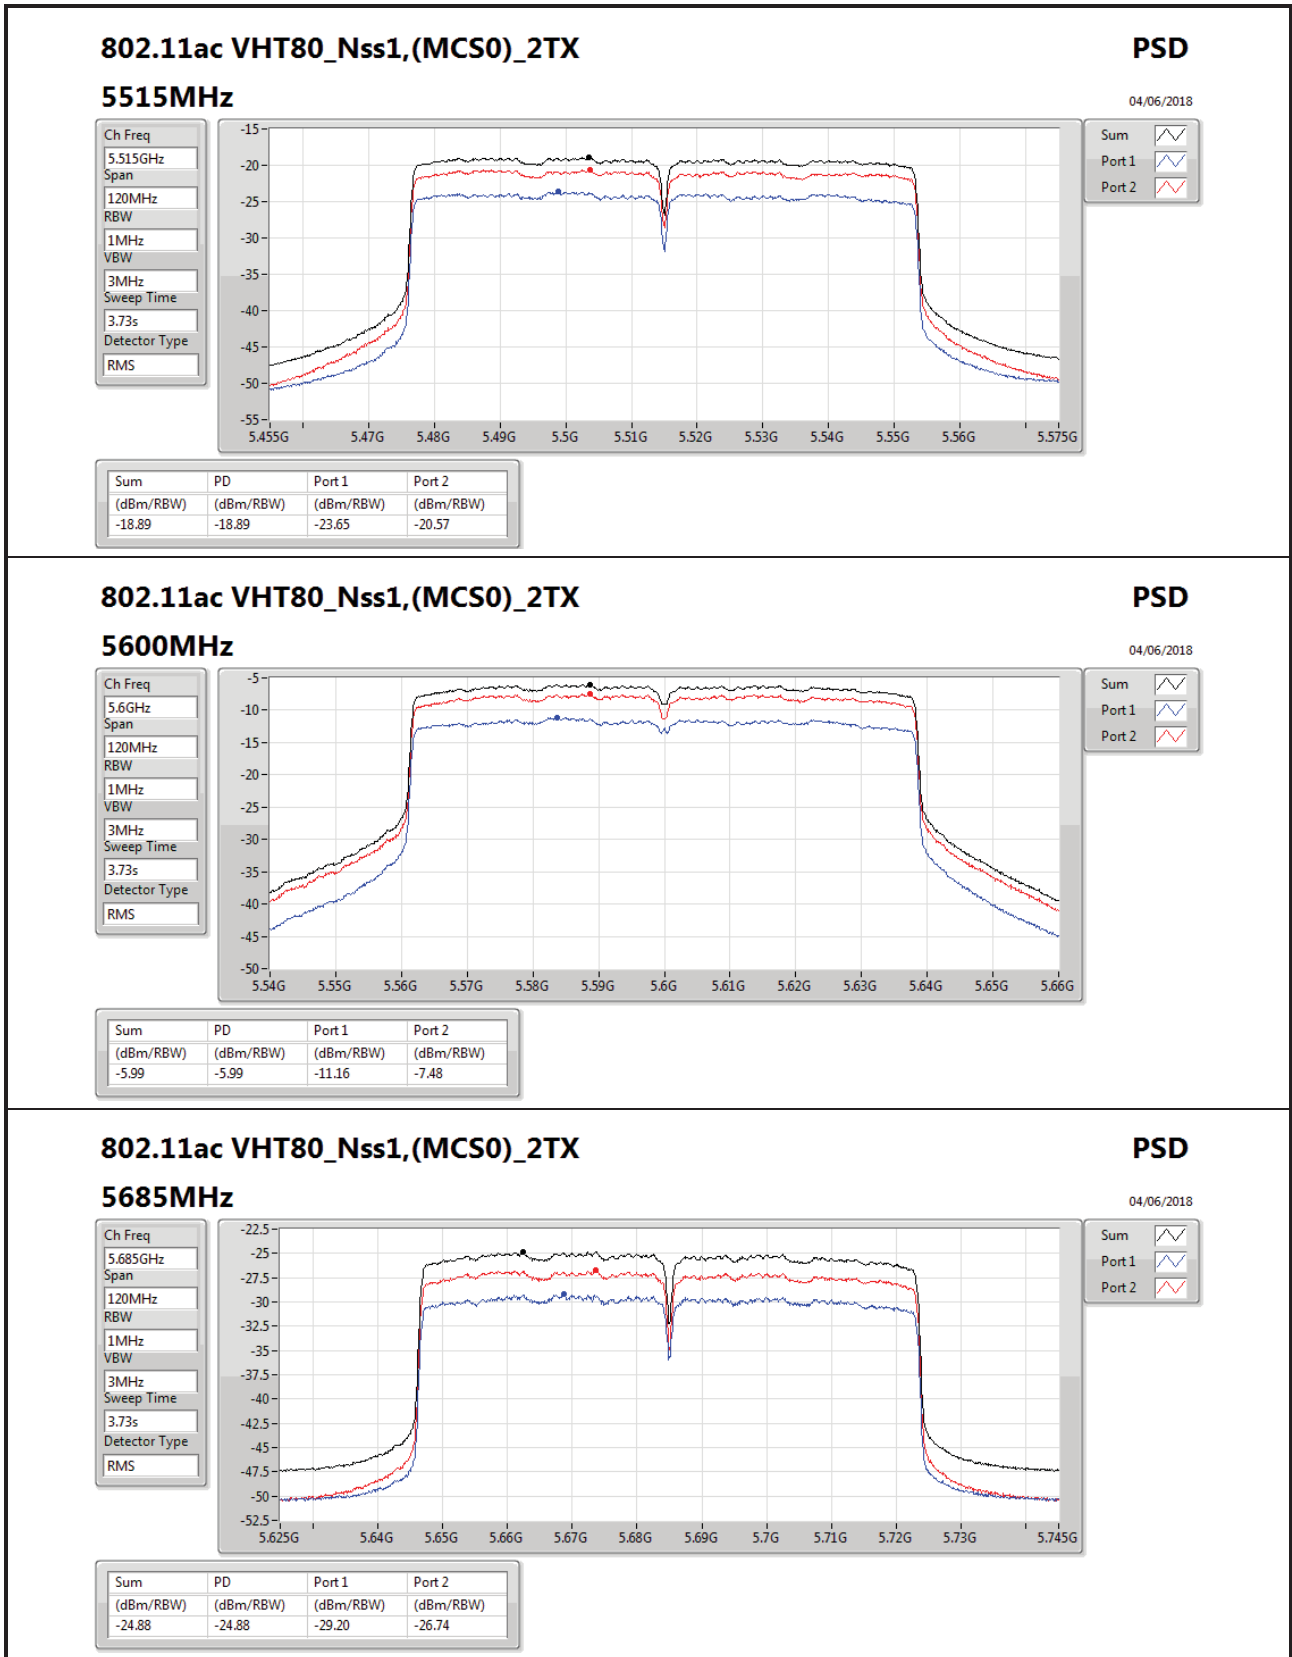 802.11ac VHT80_Nss1,(MCS0)_2TX PSD
5515MHz 04/06/2018
Ch Freq
5.515GHz
Span
120MHz
RBW
1MHz
VBW
3MHz
Sweep Time
3.73s
Detector Type
RMS
-15
-20
-25
-30
-35
-40
-45
-50
-55
5.455G 5.47G 5.48G 5.49G 5.5G 5.51G 5.52G 5.53G 5.54G 5.55G 5.56G 5.575G
Sum
Port 1
Port 2
Sum PD Port 1 Port 2
(dBm/RBW) (dBm/RBW) (dBm/RBW) (dBm/RBW)
-18.89 -18.89 -23.65 -20.57
802.11ac VHT80_Nss1,(MCS0)_2TX PSD
5600MHz 04/06/2018
Ch Freq
5.6GHz
Span
120MHz
RBW
1MHz
VBW
3MHz
Sweep Time
3.73s
Detector Type
RMS
-5
-10
-15
-20
-25
-30
-35
-40
-45
-50
5.54G 5.55G 5.56G 5.57G 5.58G 5.59G 5.6G 5.61G 5.62G 5.63G 5.64G 5.65G 5.66G
Sum
Port 1
Port 2
Sum PD Port 1 Port 2
(dBm/RBW) (dBm/RBW) (dBm/RBW) (dBm/RBW)
-5.99 -5.99 -11.16 -7.48
802.11ac VHT80_Nss1,(MCS0)_2TX PSD
5685MHz 04/06/2018
Ch Freq
5.685GHz
Span
120MHz
RBW
1MHz
VBW
3MHz
Sweep Time
3.73s
Detector Type
RMS
-22.5
-25
-27.5
-30
-32.5
-35
-37.5
-40
-42.5
-45
-47.5
-50
-52.5
5.625G 5.64G 5.65G 5.66G 5.67G 5.68G 5.69G 5.7G 5.71G 5.72G 5.73G 5.745G
Sum
Port 1
Port 2
Sum PD Port 1 Port 2
(dBm/RBW) (dBm/RBW) (dBm/RBW) (dBm/RBW)
-24.88 -24.88 -29.20 -26.74